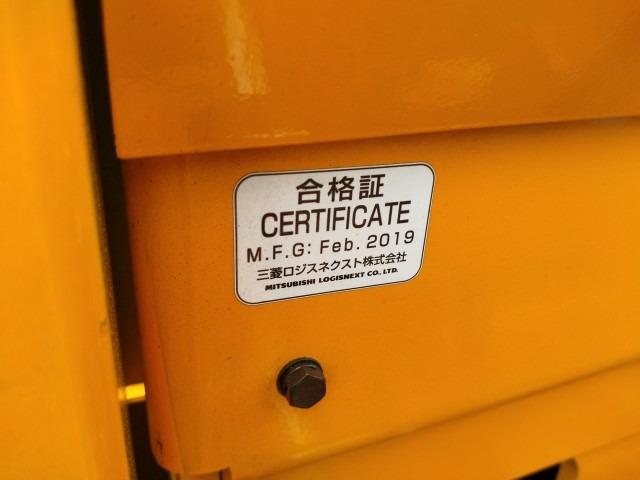 合格証
CERTIFICATE
M.F.G: Feb. 2019
三菱ロジスネクスト株式会社
MITSUBISHI LOGISNEXT CO., LTD.